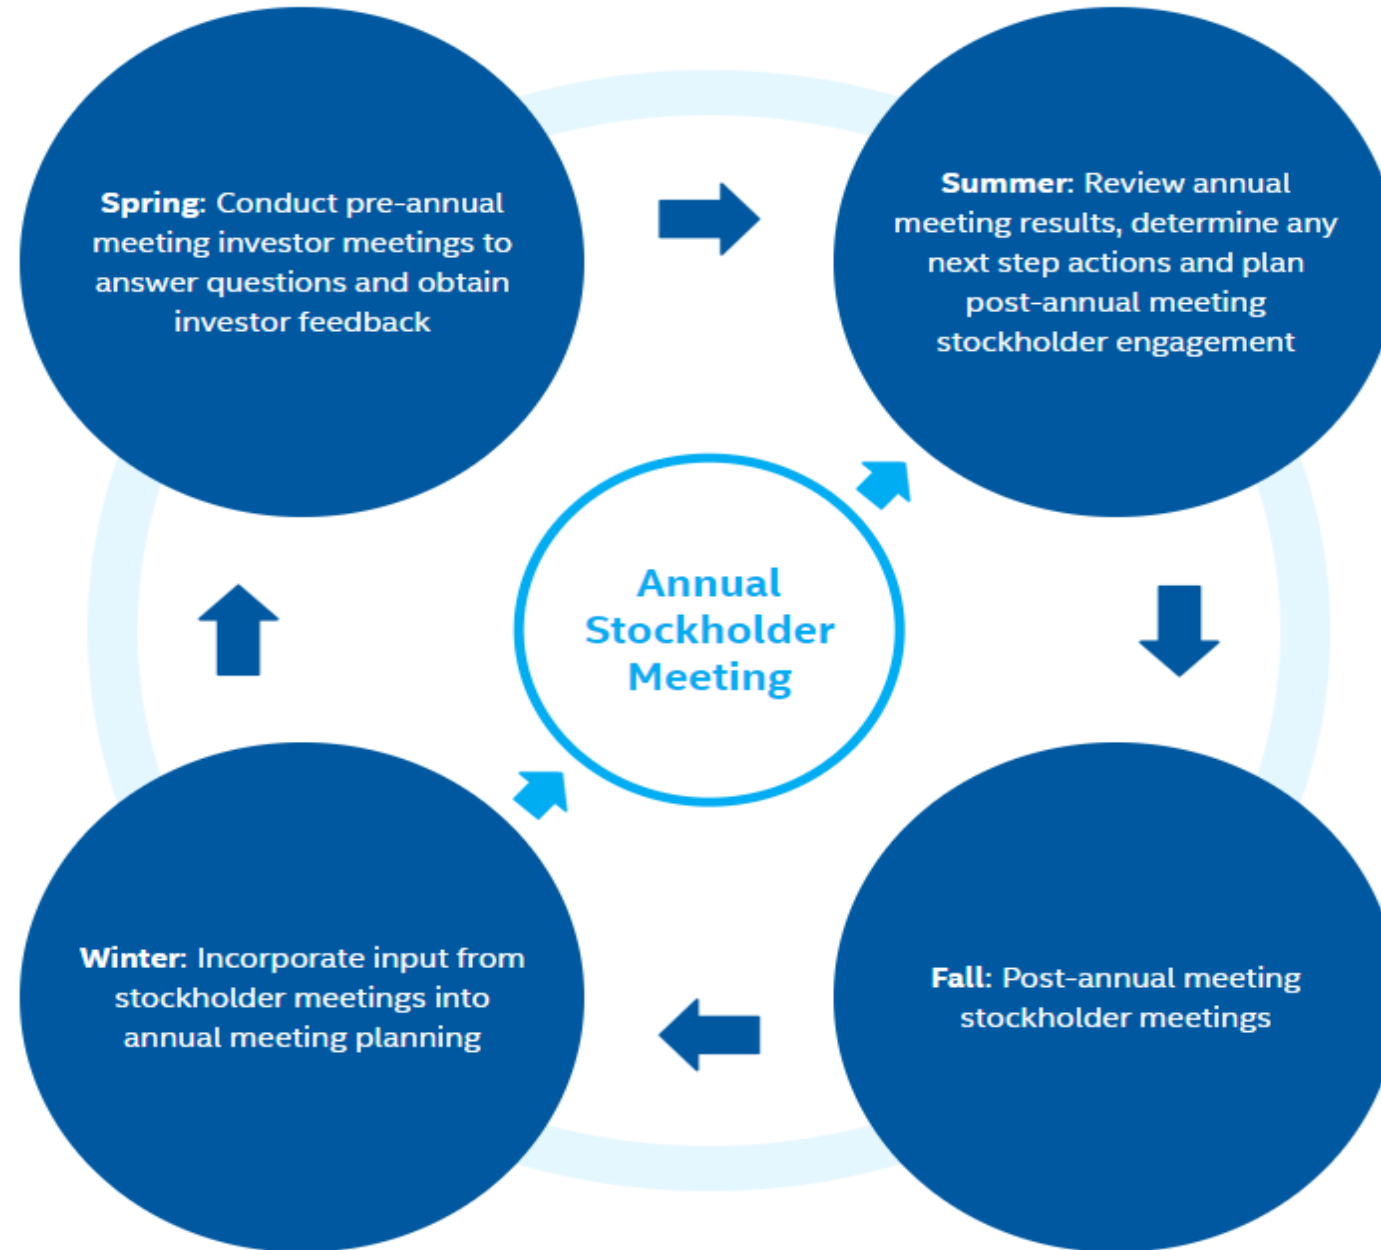 Spring: Conduct pre-annual
meeting investor meetings to
answer questions and obtain
investor feedback
Summer: Review annual
meeting results, determine any
next step actions and plan
post-annual meeting
stockholder engagement
Annual
Stockholder
Meeting
Winter: Incorporate input from
stockholder meetings into
annual meeting planning
Fall: Post-annual meeting
stockholder meetings